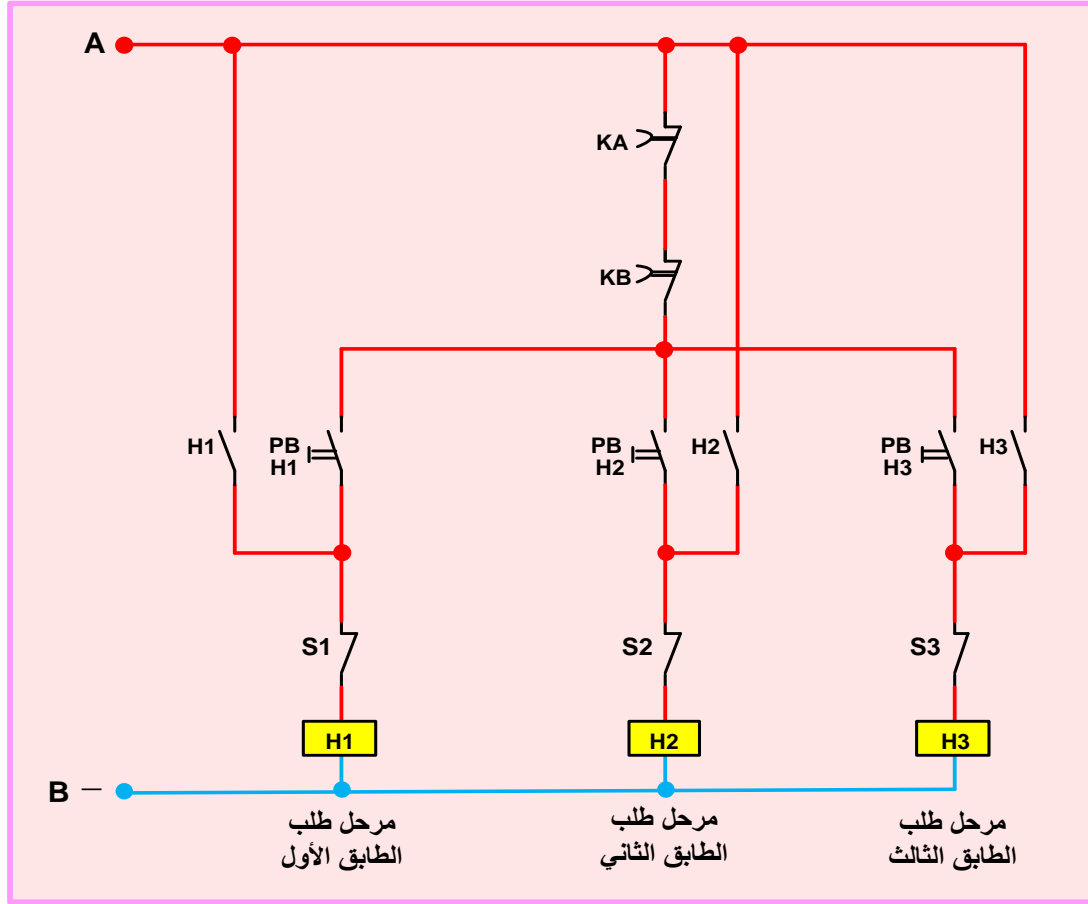 A
KA
KB
H1
PB
H1
PB
H2
H2
PB
H3
H3
S1
S2
S3
H1
H2
H3
B –
مرحل طلب
الطابق الأول
مرحل طلب
الطابق الثاني
مرحل طلب
الطابق الثالث